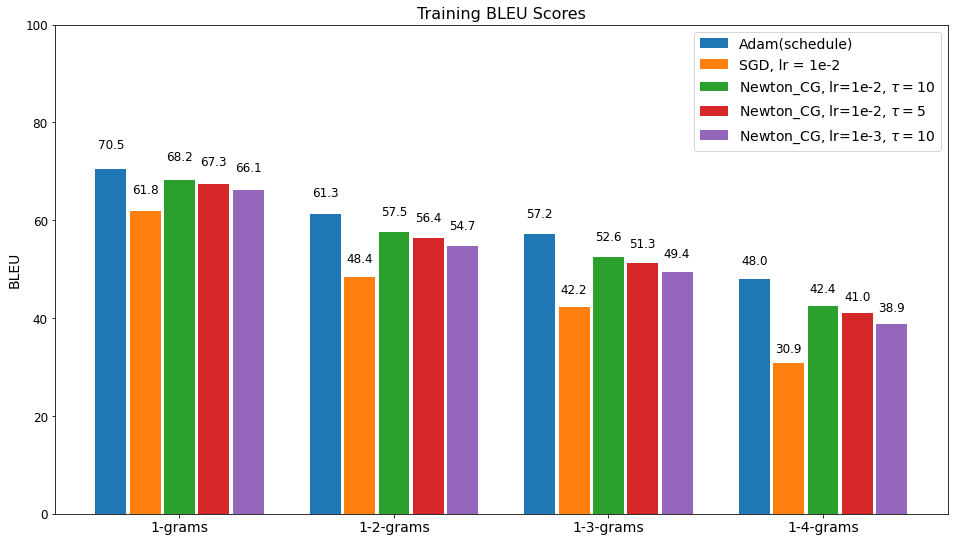 Training BLEU Scores
100
80
60
40
20
0
BLEU
Adam(schedule)
SGD, lr = 1e-2
Newton_CG, lr=1e-2, τ = 10
Newton_CG, lr=1e-2, τ = 5
Newton_CG, lr=1e-3, τ = 10
70.5
61.8
68.2
67.3
66.1
61.3
48.4
57.5
56.4
54.7
57.2
42.2
52.6
51.3
49.4
48.0
30.9
42.4
41.0
38.9
1-grams
1-2-grams
1-3-grams
1-4-grams